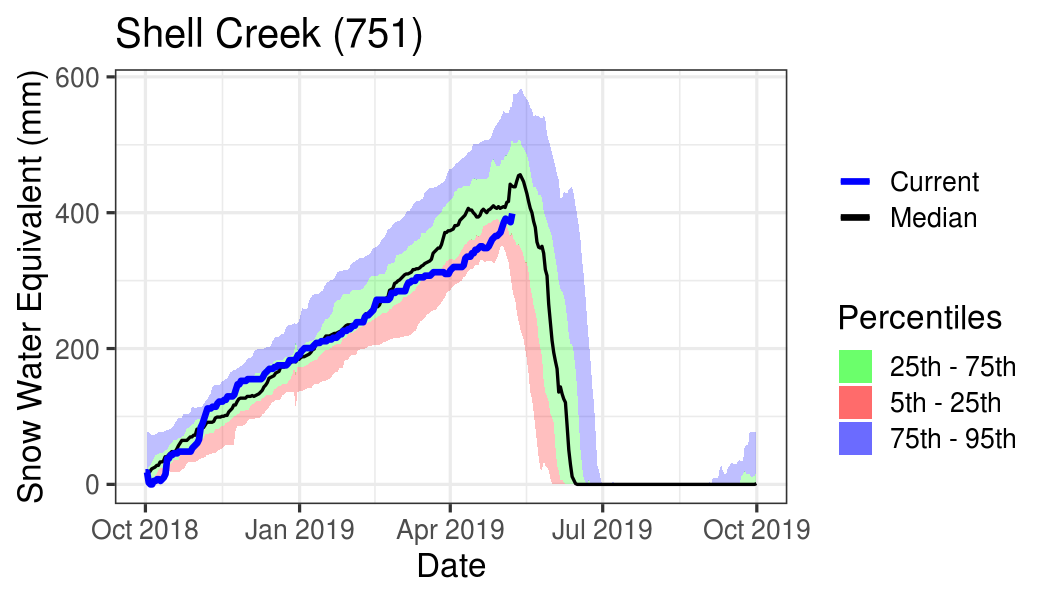 Shell Creek (751)
Snow Water Equivalent (mm)
600
400
200
0
Oct 2018
Jan 2019
Apr 2019
Jul 2019
Oct 2019
Date
Current
Median
Percentiles
25th - 75th
5th - 25th
75th - 95th